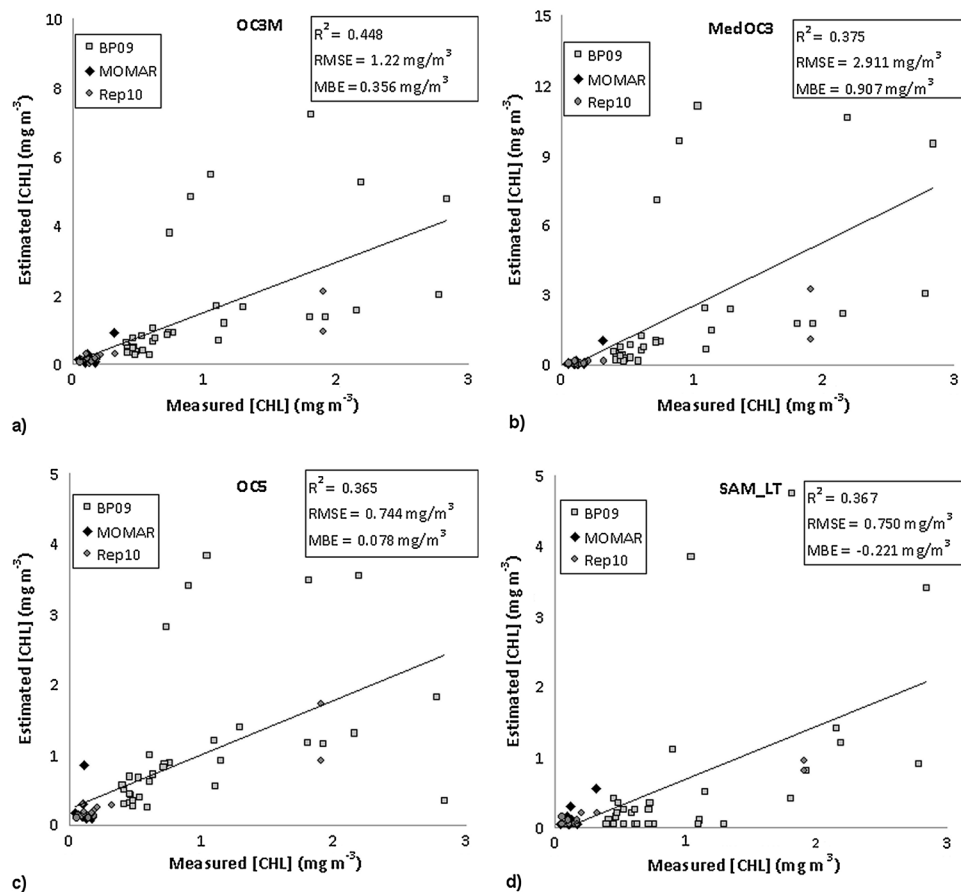 OC3M
R² = 0.448
RMSE = 1.22 mg/m³
MBE = 0.356 mg/m³
BP09
MOMAR
Rep10
10
8
6
4
2
0
0 1 2 3
Estimated [CHL] (mg m⁻³)
Measured [CHL] (mg m⁻³)
a)
MedOC3
R² = 0.375
RMSE = 2.911 mg/m³
MBE = 0.907 mg/m³
BP09
MOMAR
Rep10
15
12
9
6
3
0
0 1 2 3
Estimated [CHL] (mg m⁻³)
Measured [CHL] (mg m⁻³)
b)
OC5
R² = 0.365
RMSE = 0.744 mg/m³
MBE = 0.078 mg/m³
BP09
MOMAR
Rep10
5
4
3
2
1
0
0 1 2 3
Estimated [CHL] (mg m⁻³)
Measured [CHL] (mg m⁻³)
c)
SAM_LT
R² = 0.367
RMSE = 0.750 mg/m³
MBE = -0.221 mg/m³
BP09
MOMAR
Rep10
5
4
3
2
1
0
0 1 2 3
Estimated [CHL] (mg m⁻³)
Measured [CHL] (mg m⁻³)
d)